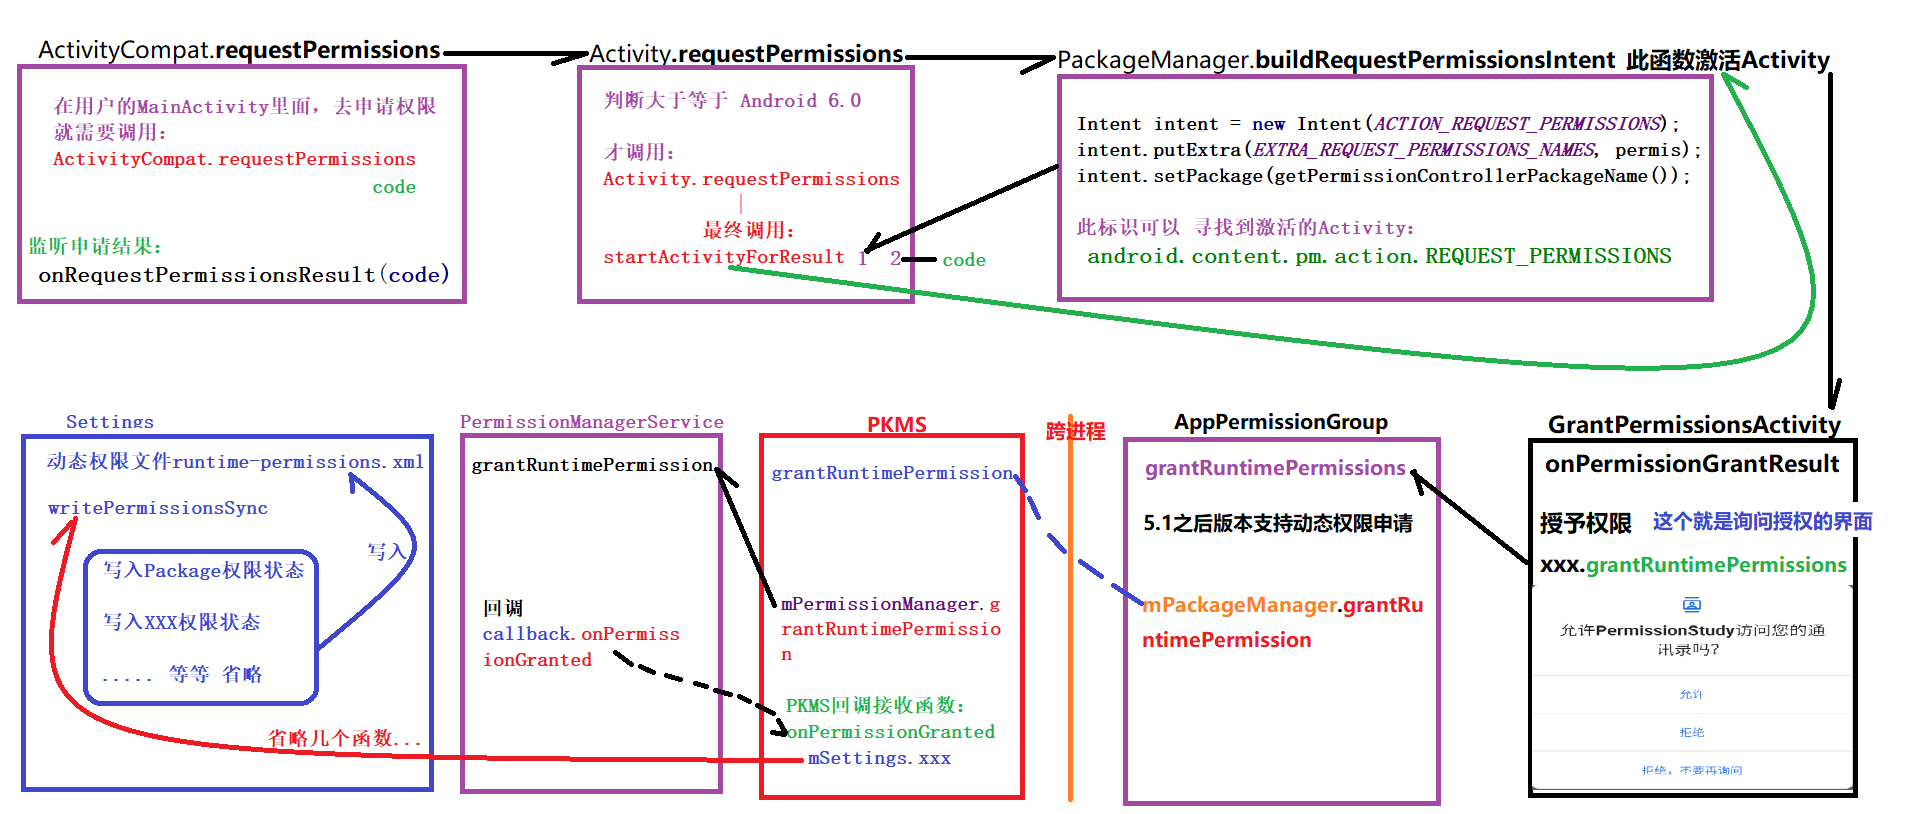 ActivityCompat.requestPermissions
在用户的MainActivity里面，去申请权限
就需要调用：
ActivityCompat.requestPermissions
code
监听申请结果：
onRequestPermissionsResult(code)
Activity.requestPermissions
判断大于等于 Android 6.0
才调用：
Activity.requestPermissions
最终调用：
startActivityForResult 1 2 code
PackageManager.buildRequestPermissionsIntent 此函数激活Activity
Intent intent = new Intent(ACTION_REQUEST_PERMISSIONS);
intent.putExtra(EXTRA_REQUEST_PERMISSIONS_NAMES, permis);
intent.setPackage(getPermissionControllerPackageName());
此标识可以 寻找到激活的Activity：
android.content.pm.action.REQUEST_PERMISSIONS
Settings
动态权限文件runtime-permissions.xml
writePermissionsSync
写入
写入Package权限状态
写入XXX权限状态
..... 等等 省略
省略几个函数...
PermissionManagerService
grantRuntimePermission
回调
callback.onPermiss
ionGranted
PKMS
grantRuntimePermission
mPermissionManager.g
rantRuntimePermissio
n
PKMS回调接收函数：
onPermissionGranted
mSettings.xxx
跨进程
AppPermissionGroup
grantRuntimePermissions
5.1之后版本支持动态权限申请
mPackageManager.grantRu
ntimePermission
GrantPermissionsActivity
onPermissionGrantResult
授予权限 这个就是询问授权的界面
xxx.grantRuntimePermissions
允许PermissionStudy访问您的通
讯录吗？
允许
拒绝
拒绝，不要再询问